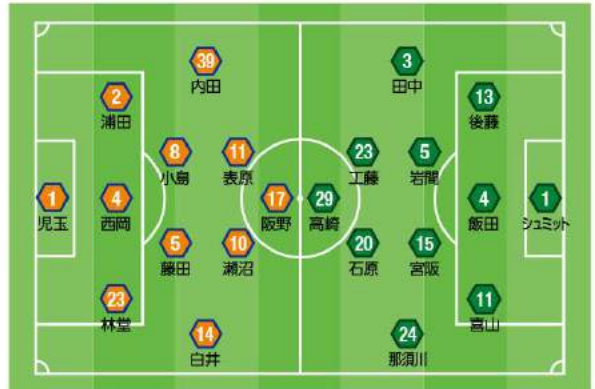 39
内田
3
田中
2
浦田
13
後藤
8
小島
11
表原
23
工藤
5
岩間
1
児玉
4
西岡
17
阪野
29
高崎
4
飯田
1
シュミット
5
藤田
10
瀬沼
20
石原
15
宮阪
23
林堂
11
喜山
14
白井
24
那須川